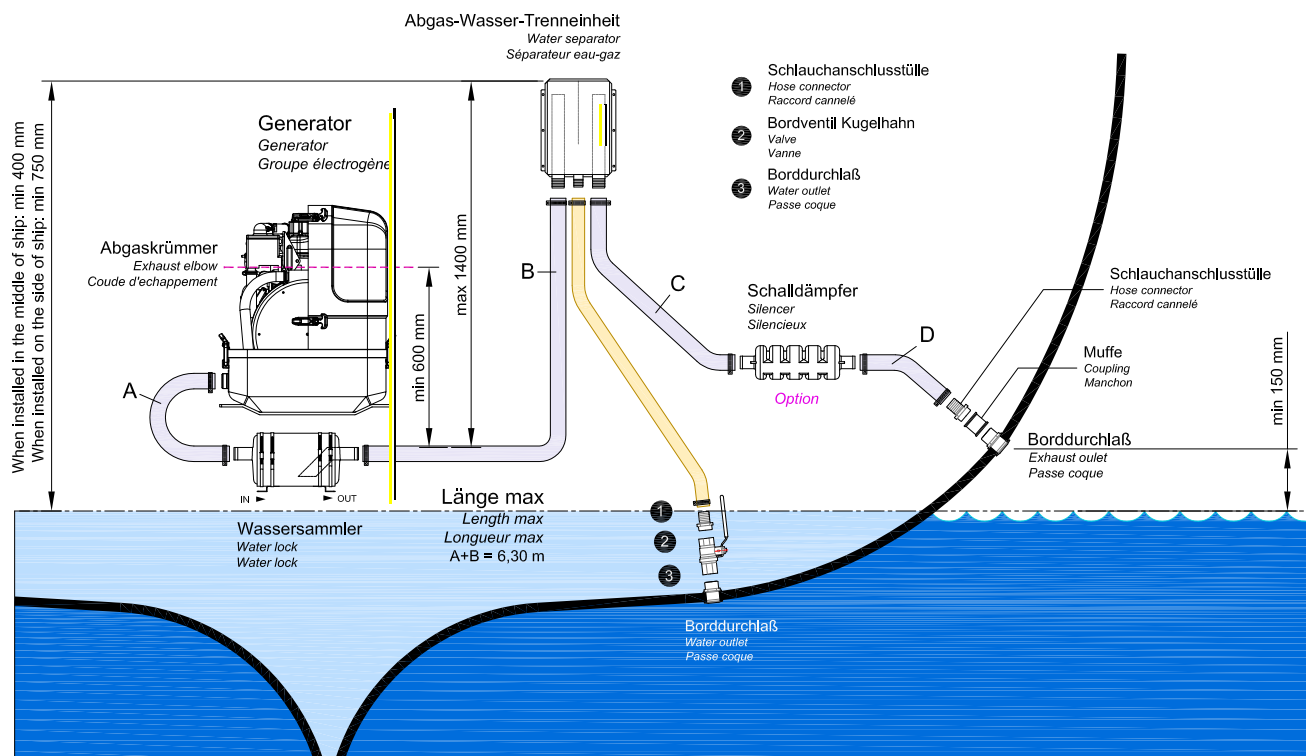 Abgas-Wasser-Trenneinheit
Water separator
Séparateur eau-gaz
When installed in the middle of ship: min 400 mm
When installed on the side of ship: min 750 mm
Generator
Generator
Groupe électrogène
Abgaskrümmer
Exhaust elbow
Coude d'echappement
max 1400 mm
min 600 mm
1
Schlauchanschlusstülle
Hose connector
Raccord cannelé
2
Bordventil Kugelhahn
Valve
Vanne
3
Borddurchlaß
Water outlet
Passe coque
A
B
C
D
Schalldämpfer
Silencer
Silencieux
Option
Schlauchanschlusstülle
Hose connector
Raccord cannelé
Muffe
Coupling
Manchon
min 150 mm
Borddurchlaß
Exhaust oulet
Passe coque
IN
OUT
Wassersammler
Water lock
Water lock
Länge max
Length max
Longueur max
A+B = 6,30 m
1
2
3
Borddurchlaß
Water outlet
Passe coque